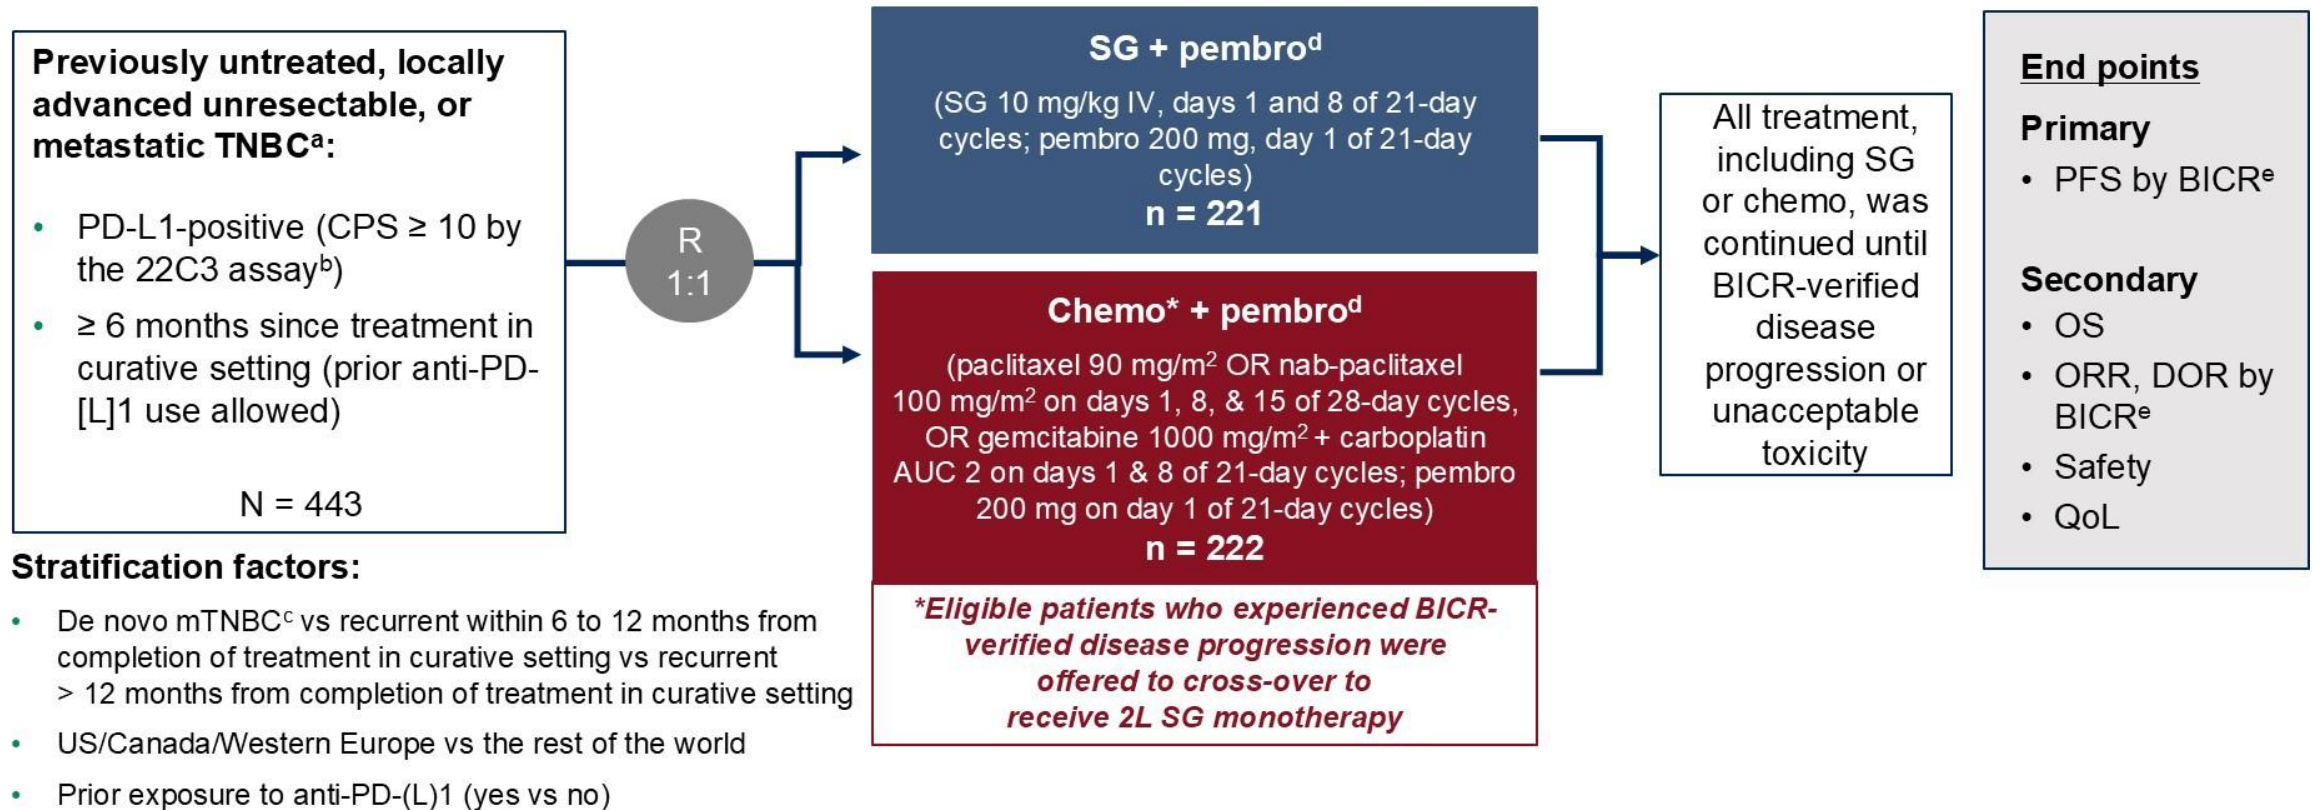 Previously untreated, locally
advanced unresectable, or
metastatic TNBCᵃ:
• PD-L1-positive (CPS ≥ 10 by
the 22C3 assayᵇ)
• ≥ 6 months since treatment in
curative setting (prior anti-PD-
[L]1 use allowed)
N = 443
Stratification factors:
• De novo mTNBCᶜ vs recurrent within 6 to 12 months from
completion of treatment in curative setting vs recurrent
> 12 months from completion of treatment in curative setting
• US/Canada/Western Europe vs the rest of the world
• Prior exposure to anti-PD-(L)1 (yes vs no)
R
1:1
SG + pembroᵈ
(SG 10 mg/kg IV, days 1 and 8 of 21-day
cycles; pembro 200 mg, day 1 of 21-day
cycles)
n = 221
Chemo* + pembroᵈ
(paclitaxel 90 mg/m² OR nab-paclitaxel
100 mg/m² on days 1, 8, & 15 of 28-day cycles,
OR gemcitabine 1000 mg/m² + carboplatin
AUC 2 on days 1 & 8 of 21-day cycles; pembro
200 mg on day 1 of 21-day cycles)
n = 222
*Eligible patients who experienced BICR-
verified disease progression were
offered to cross-over to
receive 2L SG monotherapy
All treatment,
including SG
or chemo, was
continued until
BICR-verified
disease
progression or
unacceptable
toxicity
End points
Primary
• PFS by BICRᵉ
Secondary
• OS
• ORR, DOR by
BICRᵉ
• Safety
• QoL